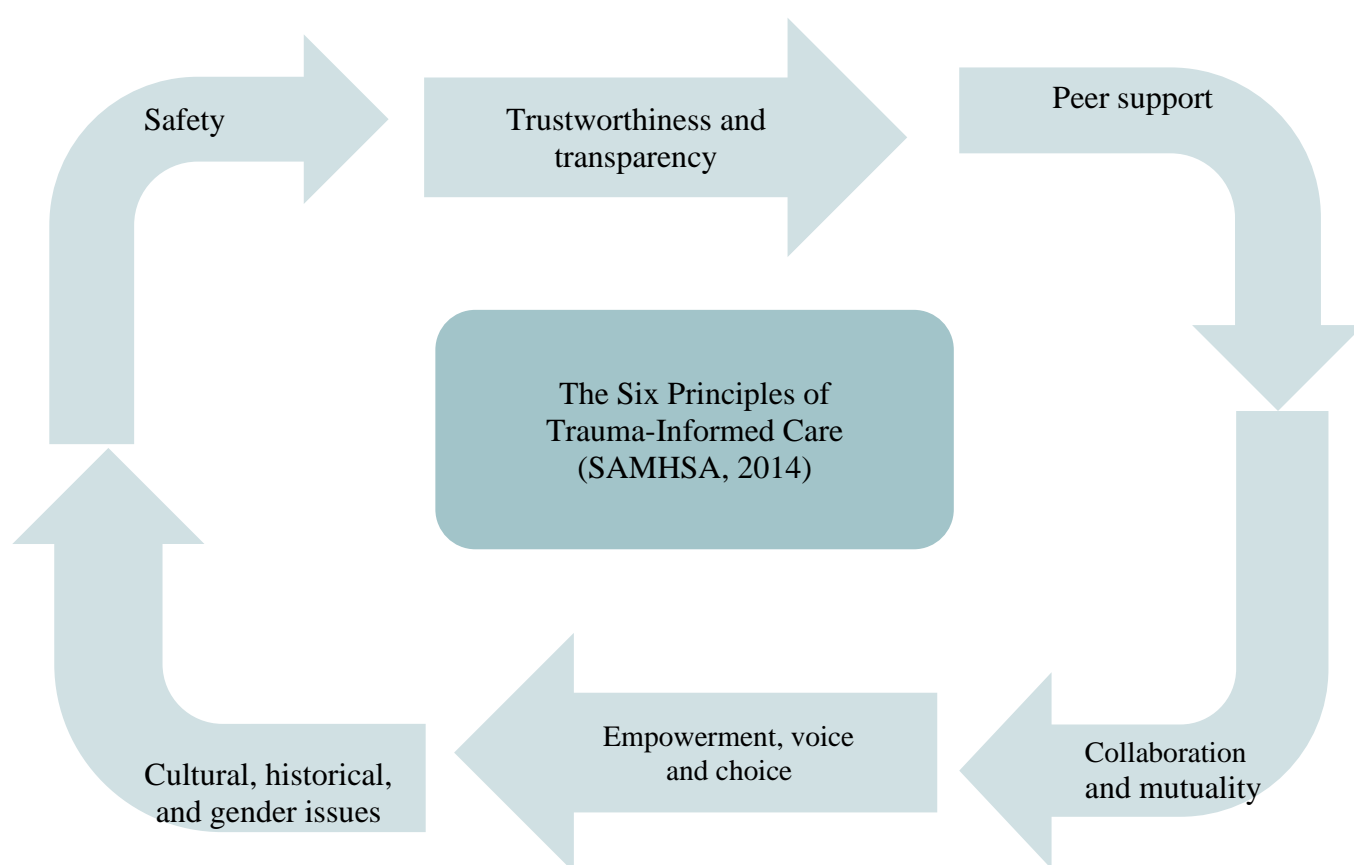 Safety
Trustworthiness and
transparency
Peer support
The Six Principles of
Trauma-Informed Care
(SAMHSA, 2014)
Collaboration
and mutuality
Empowerment, voice
and choice
Cultural, historical,
and gender issues